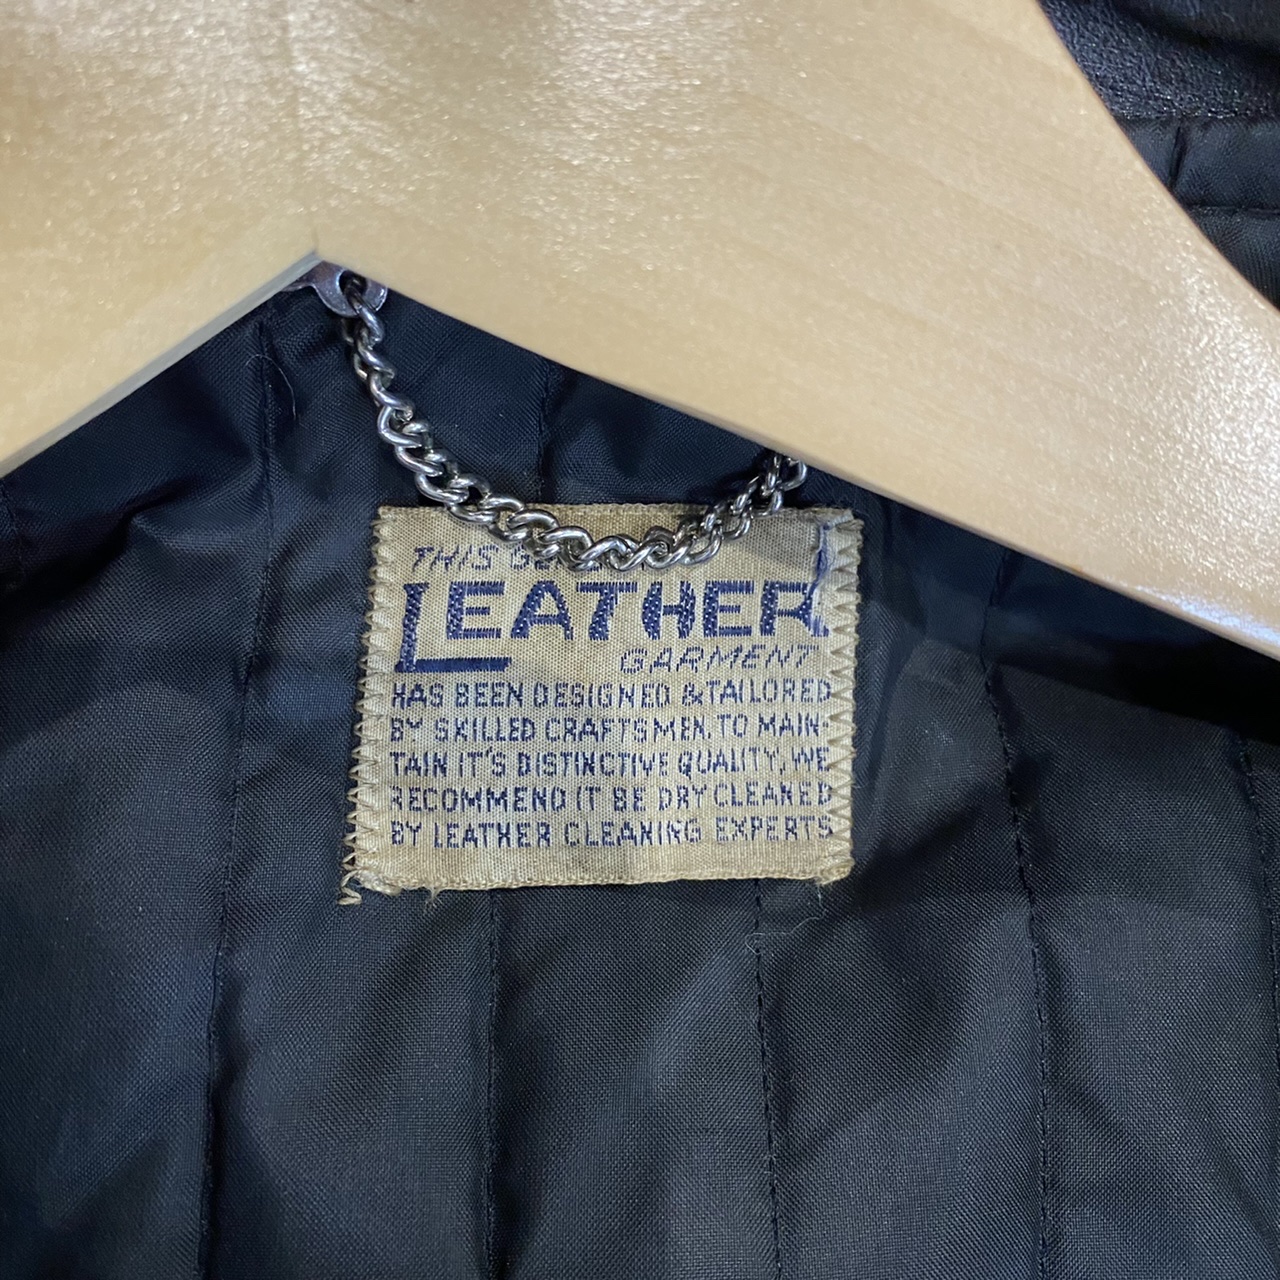 THIS
LEATHER
GARMENT
HAS BEEN DESIGNED & TAILORED
BY SKILLED CRAFTSMEN. TO MAIN-
TAIN IT'S DISTINCTIVE QUALITY, WE
RECOMMEND IT BE DRY CLEANED
BY LEATHER CLEANING EXPERTS